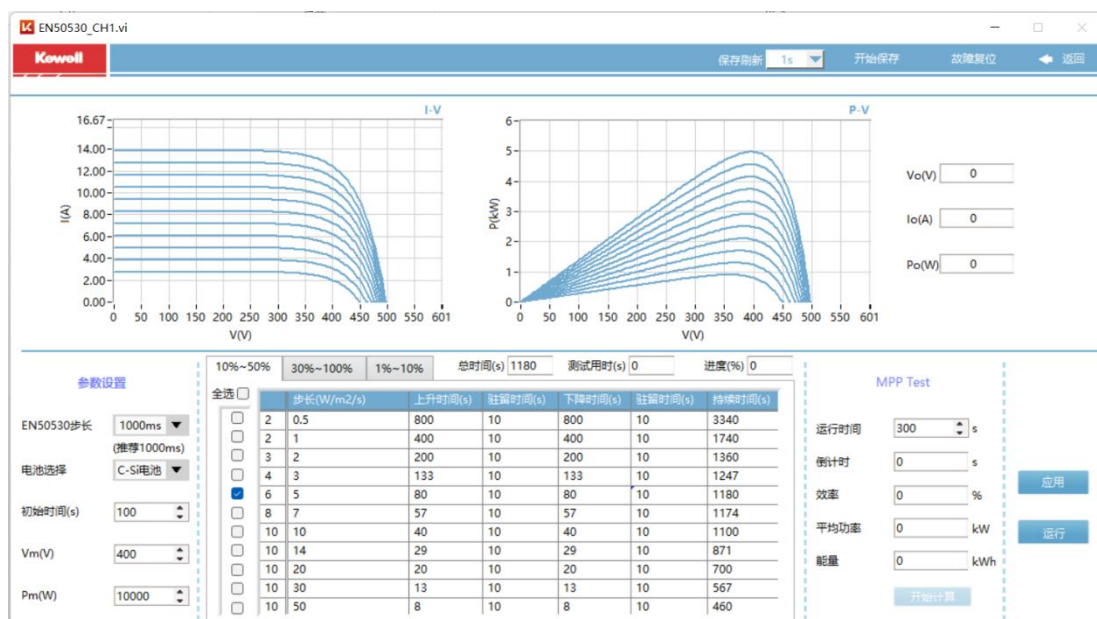 EN50530_CH1.vi
Kewell
保存刷新 1s 开始保存 故障复位 返回
I-V
16.67
14.00
12.00
10.00
8.00
6.00
4.00
2.00
0.00
I(A)
0 50 100 150 200 250 300 350 400 450 500 550 601
V(V)
P-V
6
5
4
3
2
1
0
P(kW)
0 50 100 150 200 250 300 350 400 450 500 550 601
V(V)
Vo(V) 0
Io(A) 0
Po(W) 0
参数设置
EN50530步长 1000ms
(推荐1000ms)
电池选择 C-Si电池
初始时间(s) 100
Vm(V) 400
Pm(W) 10000
10%~50% 30%~100% 1%~10% 总时间(s) 1180 测试用时(s) 0 进度(%) 0
全选
步长(W/m2/s) 上升时间(s) 驻留时间(s) 下降时间(s) 驻留时间(s) 持续时间(s)
2 0.5 800 10 800 10 3340
2 1 400 10 400 10 1740
3 2 200 10 200 10 1360
4 3 133 10 133 10 1247
6 5 80 10 80 10 1180
8 7 57 10 57 10 1174
10 10 40 10 40 10 1100
10 14 29 10 29 10 871
10 20 20 10 20 10 700
10 30 13 10 13 10 567
10 50 8 10 8 10 460
MPP Test
运行时间 300 s
倒计时 0 s
效率 0 %
平均功率 0 kW
能量 0 kWh
开始计算
应用
运行